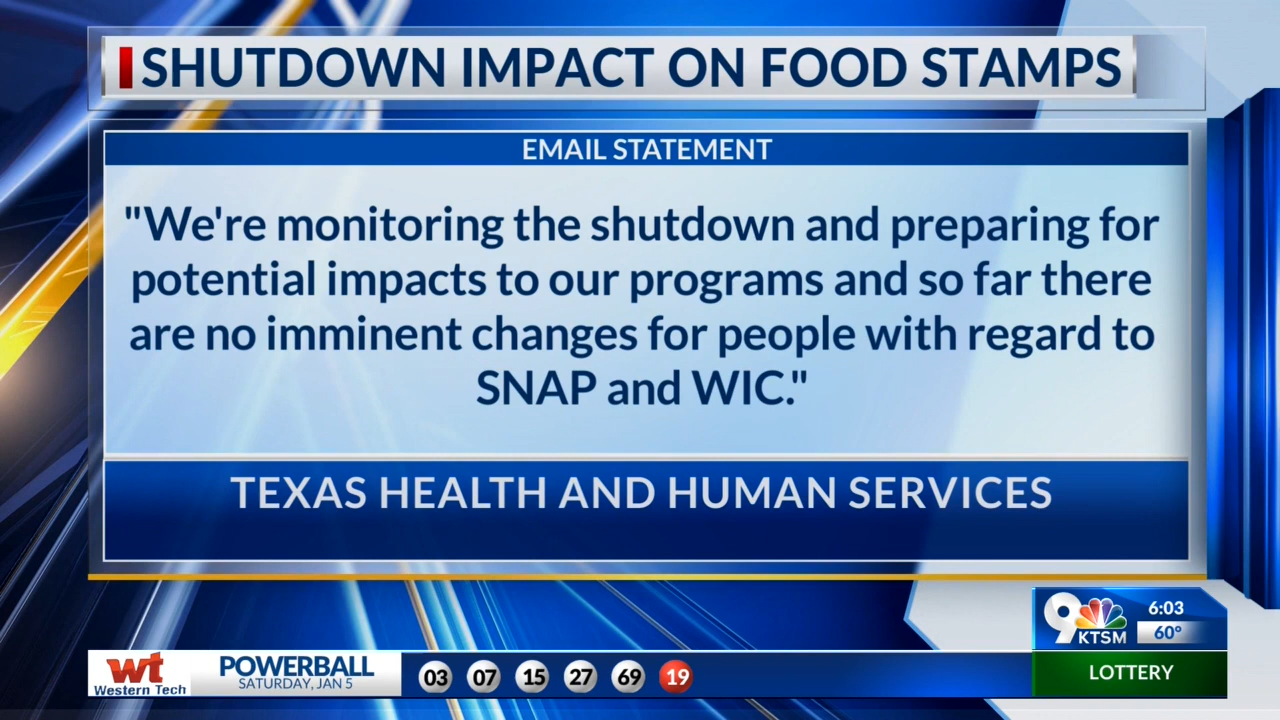 SHUTDOWN IMPACT ON FOOD STAMPS
EMAIL STATEMENT
"We're monitoring the shutdown and preparing for
potential impacts to our programs and so far there
are no imminent changes for people with regard to
SNAP and WIC."
TEXAS HEALTH AND HUMAN SERVICES
9
KTSM
6:03
60°
wt
Western Tech
POWERBALL
SATURDAY, JAN 5
03 07 15 27 69 19
LOTTERY